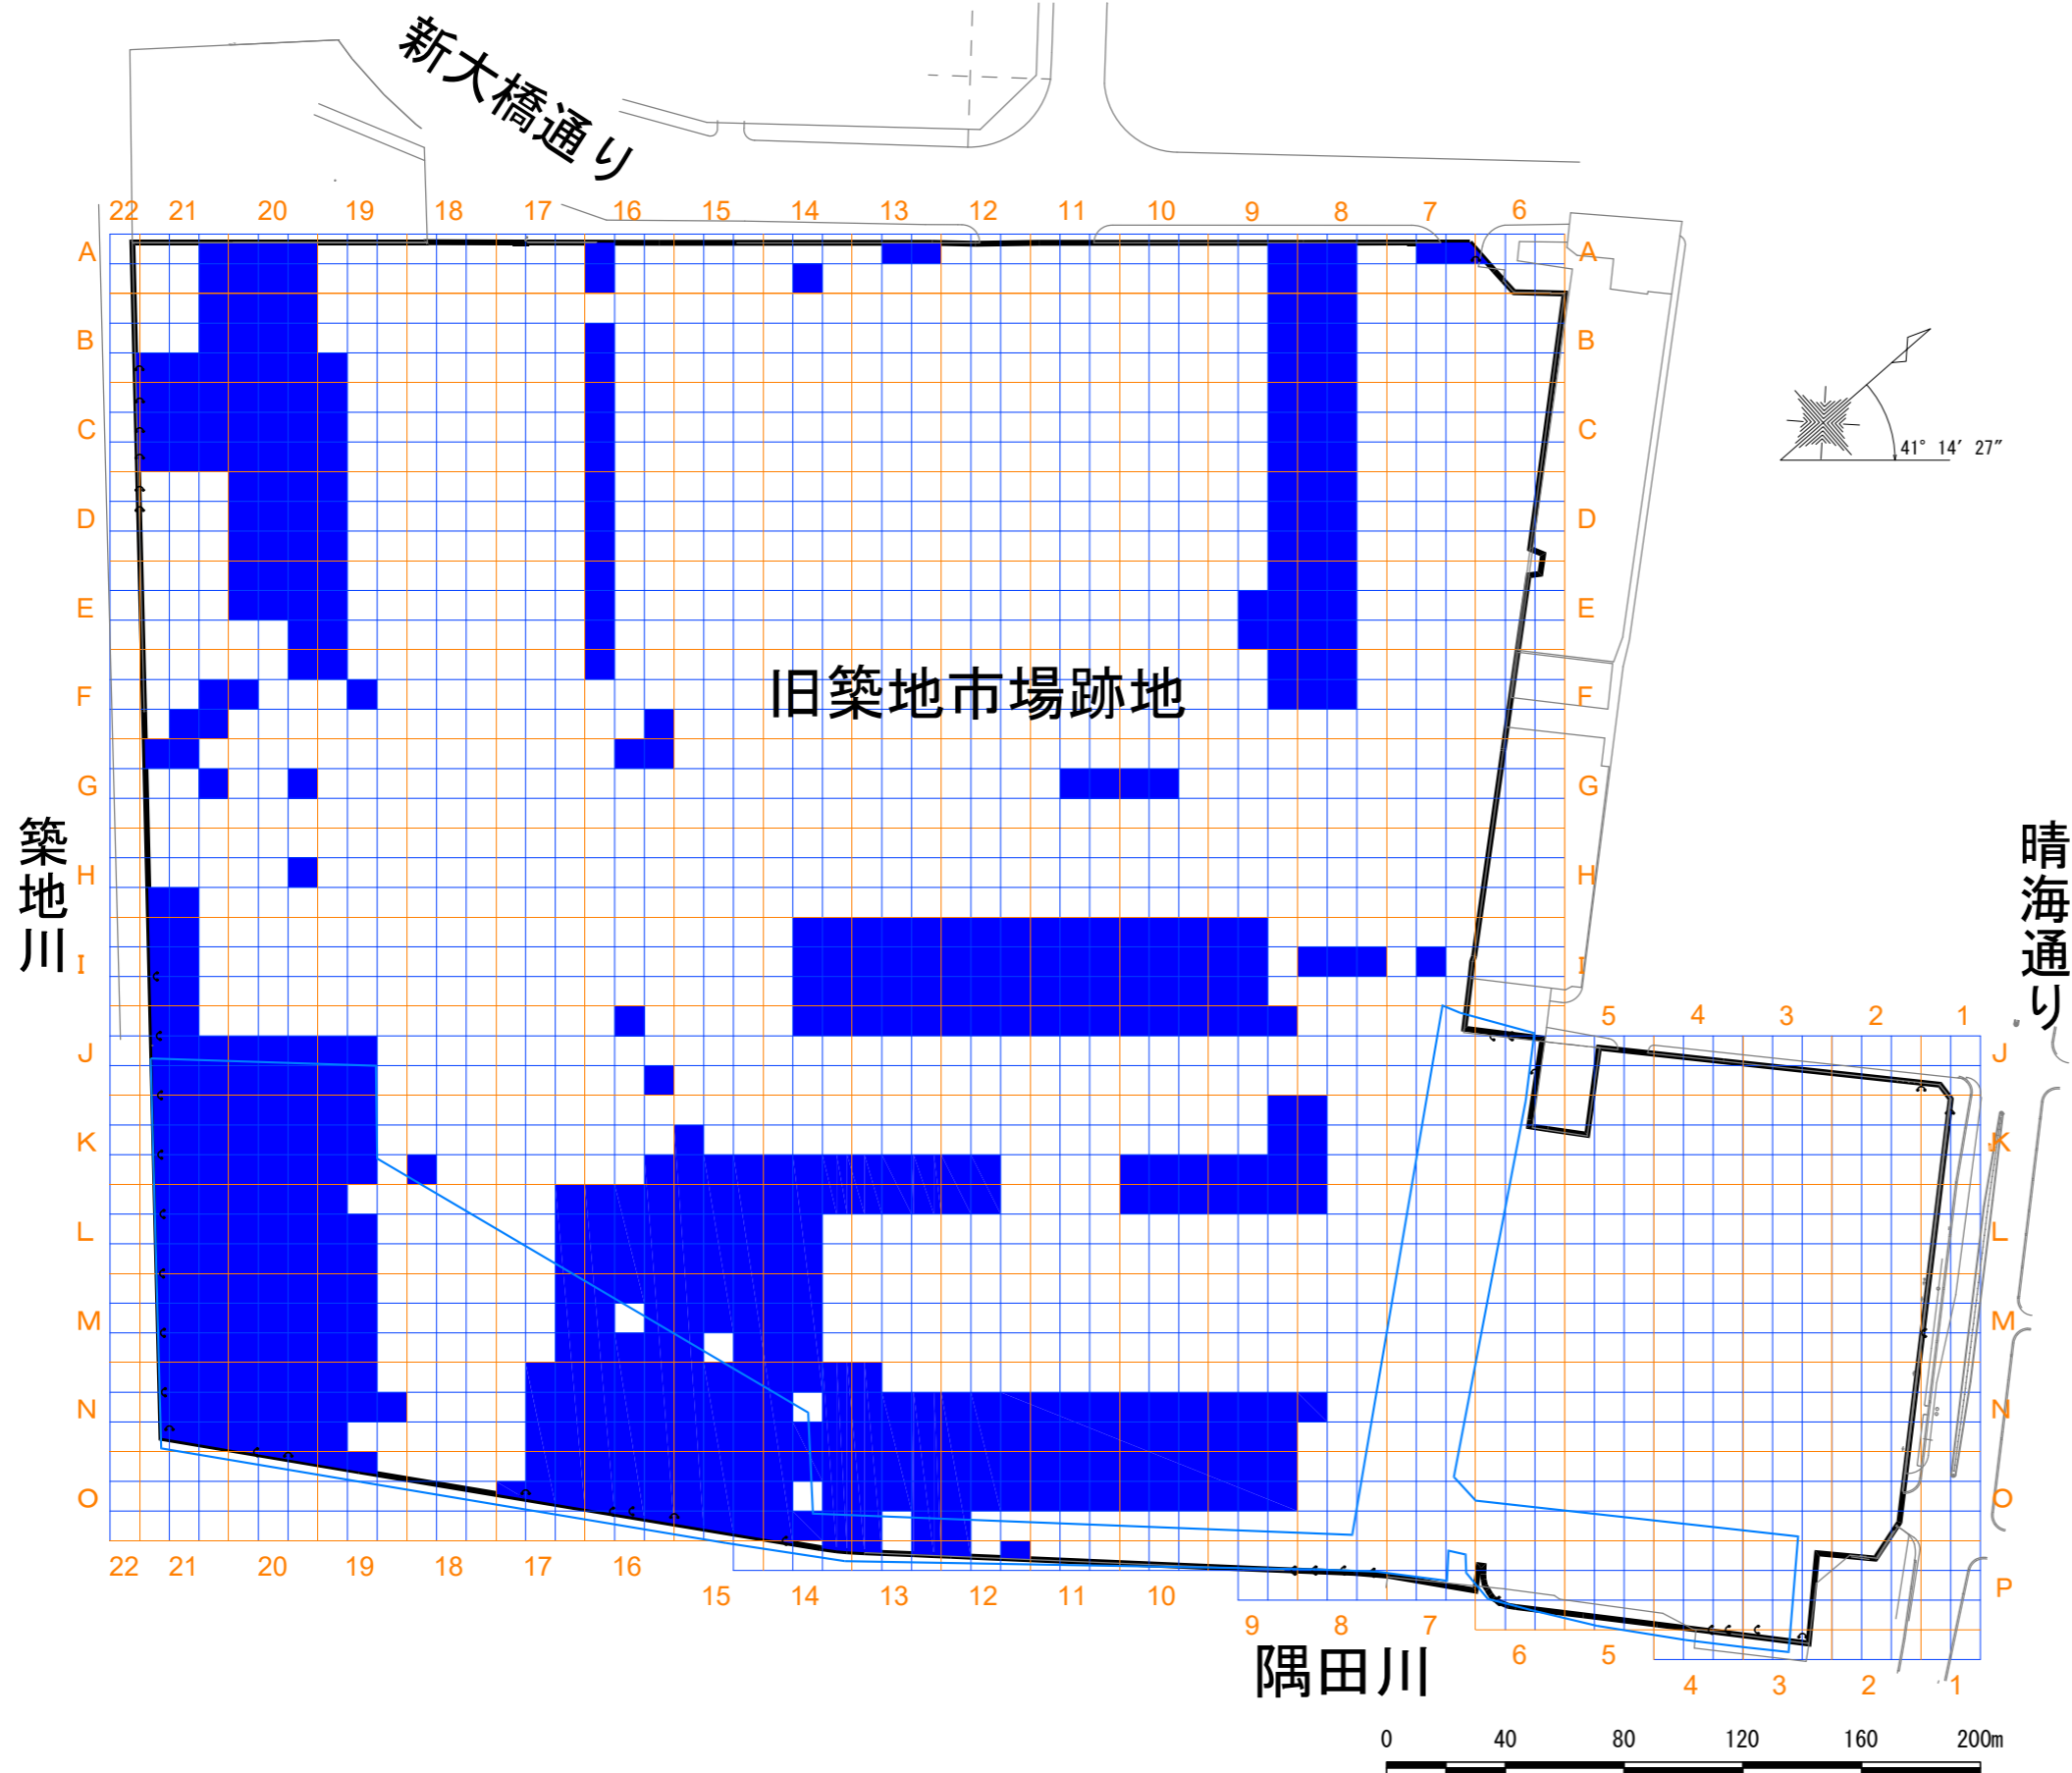 新大橋通り
22 21 20 19 18 17 16 15 14 13 12 11 10 9 8 7 6
A A
B B
C C
41° 14′ 27″
D D
E E
旧築地市場跡地
F F
G G
築地川
晴海通り
H H
I I
5 4 3 2 1
J J
K K
L L
M M
N N
O O
22 21 20 19 18 17 16
P
15 14 13 12 11 10
9 8 7
6 5
4 3 2 1
隅田川
0 40 80 120 160 200m